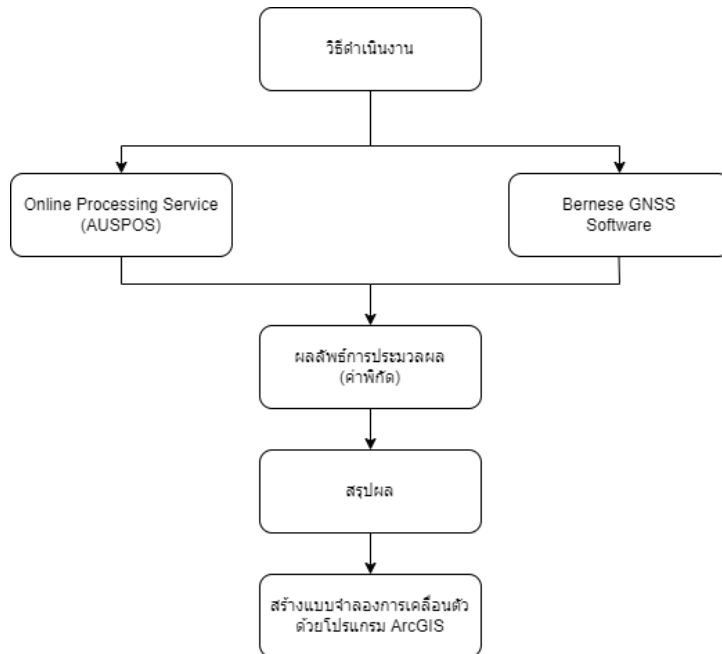 วิธีดำเนินงาน
Online Processing Service
(AUSPOS)
Bernese GNSS
Software
ผลลัพธ์การประมวลผล
(ค่าพิกัด)
สรุปผล
สร้างแบบจำลองการเคลื่อนตัว
ด้วยโปรแกรม ArcGIS